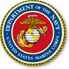 DEPARTMENT OF THE NAVY
UNITED STATES MARINE CORPS